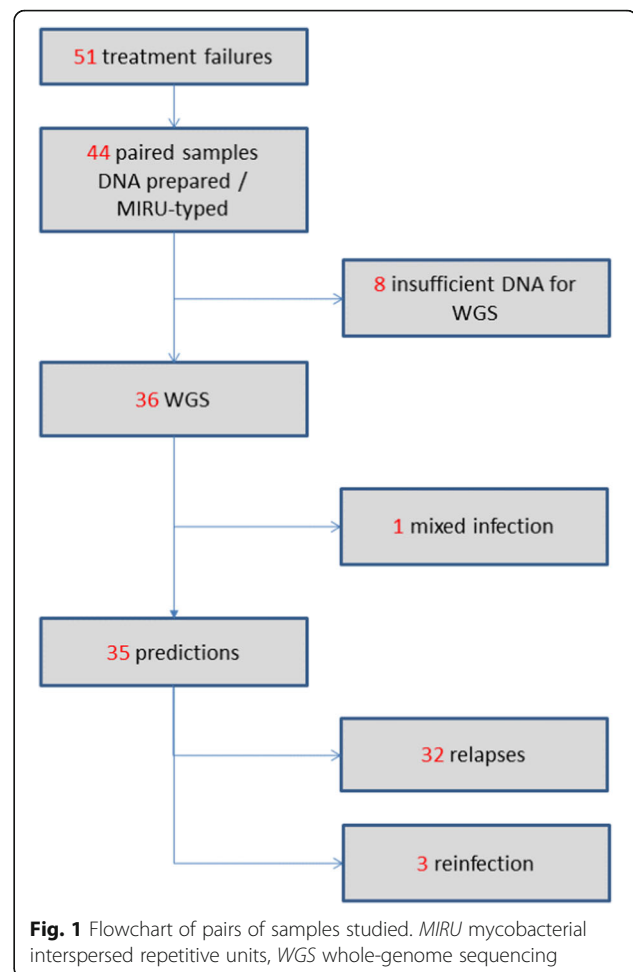 51 treatment failures
44 paired samples
DNA prepared /
MIRU-typed
8 insufficient DNA for
WGS
36 WGS
1 mixed infection
35 predictions
32 relapses
3 reinfection
Fig. 1 Flowchart of pairs of samples studied. MIRU mycobacterial
interspersed repetitive units, WGS whole-genome sequencing